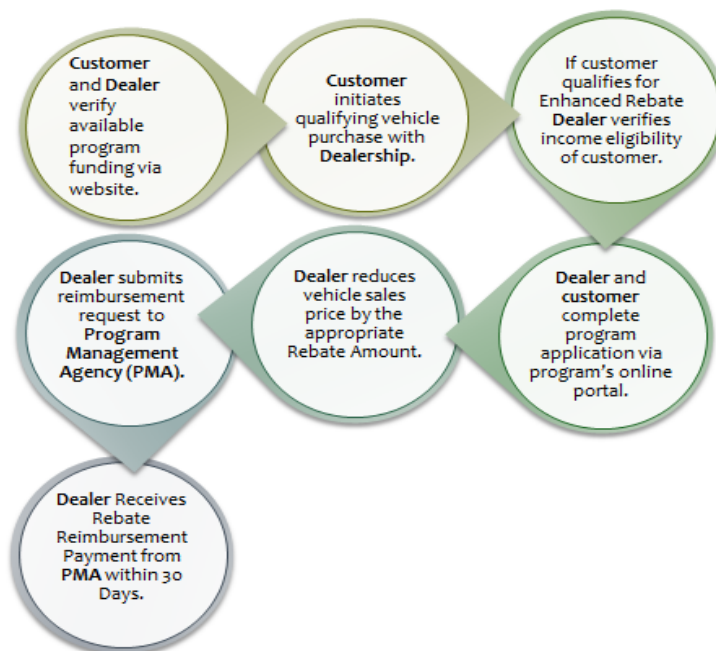 Customer
and Dealer
verify
available
program
funding via
website.
Customer
initiates
qualifying vehicle
purchase with
Dealership.
If customer
qualifies for
Enhanced Rebate
Dealer verifies
income eligibility
of customer.
Dealer and
customer
complete
program
application via
program's online
portal.
Dealer reduces
vehicle sales
price by the
appropriate
Rebate Amount.
Dealer submits
reimbursement
request to
Program
Management
Agency (PMA).
Dealer Receives
Rebate
Reimbursement
Payment from
PMA within 30
Days.